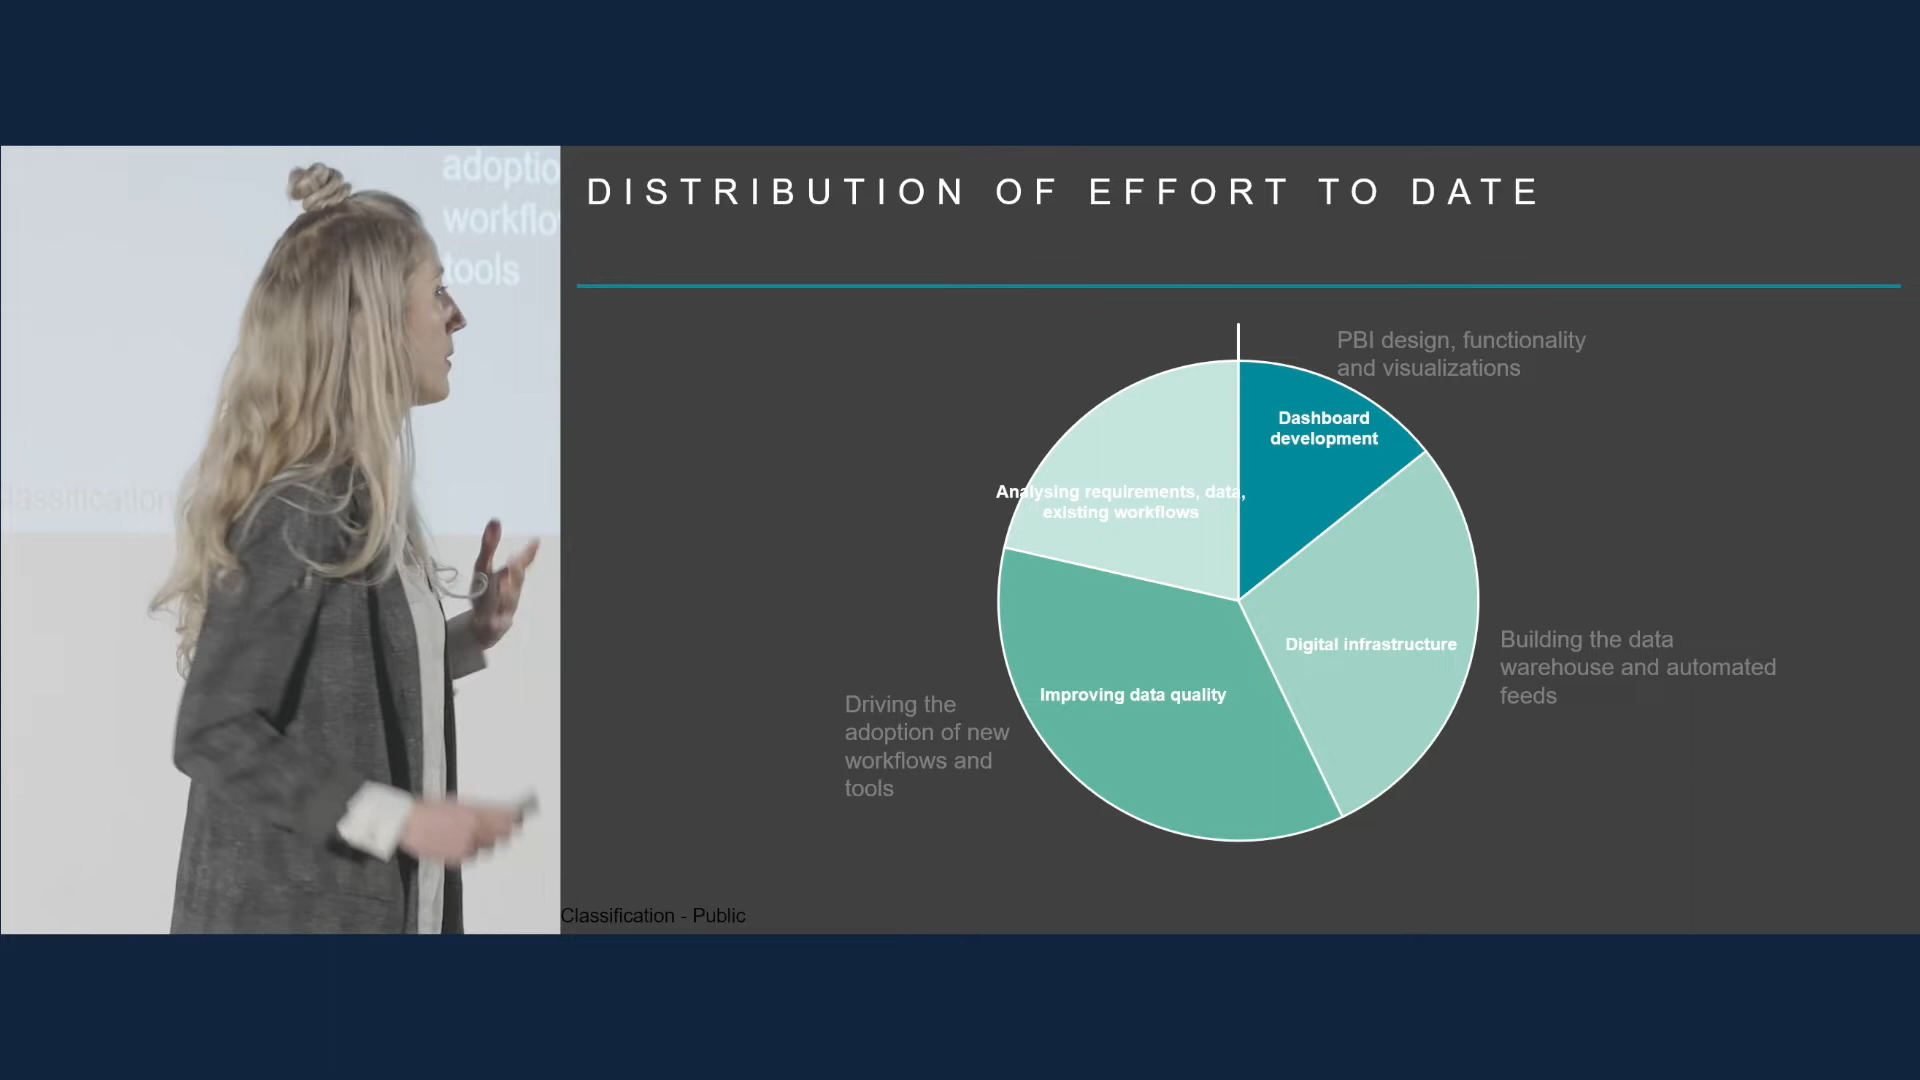 adoptio
workflo
tools
lassification
DISTRIBUTION OF EFFORT TO DATE
PBI design, functionality
and visualizations
Dashboard
development
Analysing requirements, data,
existing workflows
Digital infrastructure
Building the data
warehouse and automated
feeds
Improving data quality
Driving the
adoption of new
workflows and
tools
Classification - Public